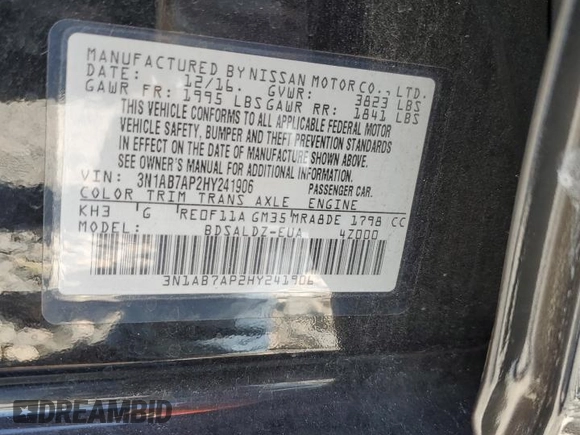 MANUFACTURED BY NISSAN MOTOR CO., LTD.
DATE: 12/16. GVWR: 3823 LBS
GAWR FR: 1995 LBS GAWR RR: 1841 LBS
THIS VEHICLE CONFORMS TO ALL APPLICABLE FEDERAL MOTOR
VEHICLE SAFETY, BUMPER AND THEFT PREVENTION STANDARDS
IN EFFECT ON THE DATE OF MANUFACTURE SHOWN ABOVE.
SEE OWNER'S MANUAL FOR ADDITIONAL INFORMATION.
VIN: 3N1AB7AP2HY241906 PASSENGER CAR.
COLOR TRIM TRANS AXLE ENGINE
KH3 G RE0F11A GM35 MRA8DE 1798 CC
MODEL: BDSALDZ-EUA 4Z000
3N1AB7AP2HY241906
DREAMBID